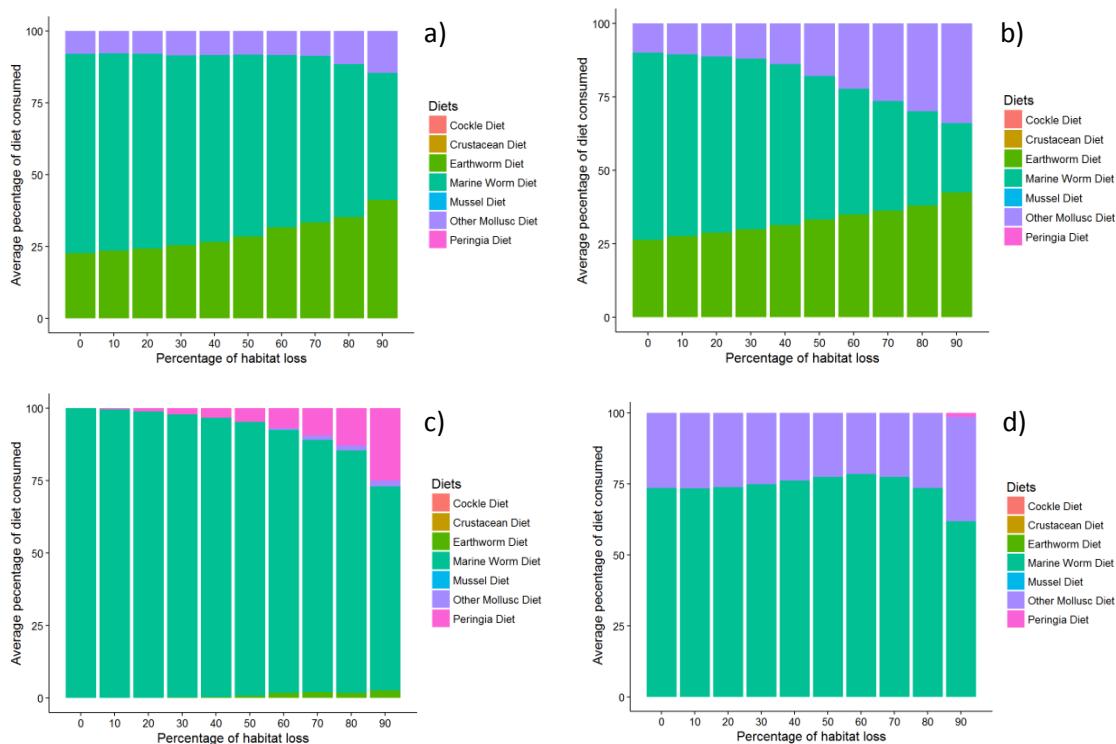 a)
Average pecentage of diet consumed
100
75
50
25
0
0 10 20 30 40 50 60 70 80 90
Percentage of habitat loss
Diets
Cockle Diet
Crustacean Diet
Earthworm Diet
Marine Worm Diet
Mussel Diet
Other Mollusc Diet
Peringia Diet
b)
Average pecentage of diet consumed
100
75
50
25
0
0 10 20 30 40 50 60 70 80 90
Percentage of habitat loss
Diets
Cockle Diet
Crustacean Diet
Earthworm Diet
Marine Worm Diet
Mussel Diet
Other Mollusc Diet
Peringia Diet
c)
Average pecentage of diet consumed
100
75
50
25
0
0 10 20 30 40 50 60 70 80 90
Percentage of habitat loss
Diets
Cockle Diet
Crustacean Diet
Earthworm Diet
Marine Worm Diet
Mussel Diet
Other Mollusc Diet
Peringia Diet
d)
Average pecentage of diet consumed
100
75
50
25
0
0 10 20 30 40 50 60 70 80 90
Percentage of habitat loss
Diets
Cockle Diet
Crustacean Diet
Earthworm Diet
Marine Worm Diet
Mussel Diet
Other Mollusc Diet
Peringia Diet